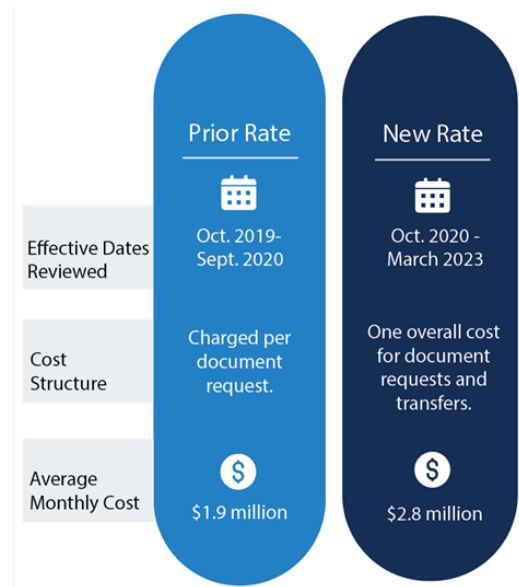 Prior Rate
New Rate
Effective Dates
Reviewed
Oct. 2019-
Sept. 2020
Oct. 2020 -
March 2023
Cost
Structure
Charged per
document
request.
One overall cost
for document
requests and
transfers.
Average
Monthly Cost
$
$1.9 million
$
$2.8 million